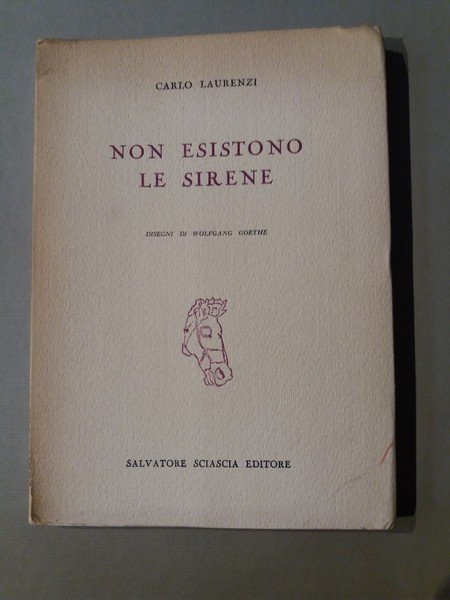 CARLO LAURENZI
NON ESISTONO
LE SIRENE
DISEGNI DI WOLFGANG GOETHE
SALVATORE SCIASCIA EDITORE